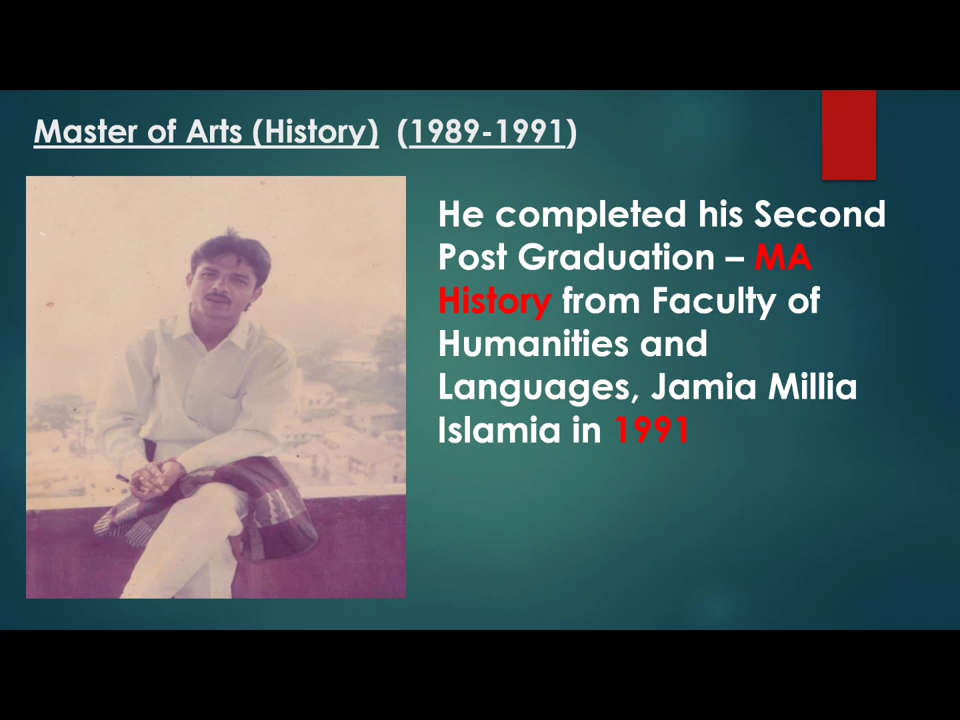 Master of Arts (History) (1989-1991)
He completed his Second
Post Graduation – MA
History from Faculty of
Humanities and
Languages, Jamia Millia
Islamia in 1991